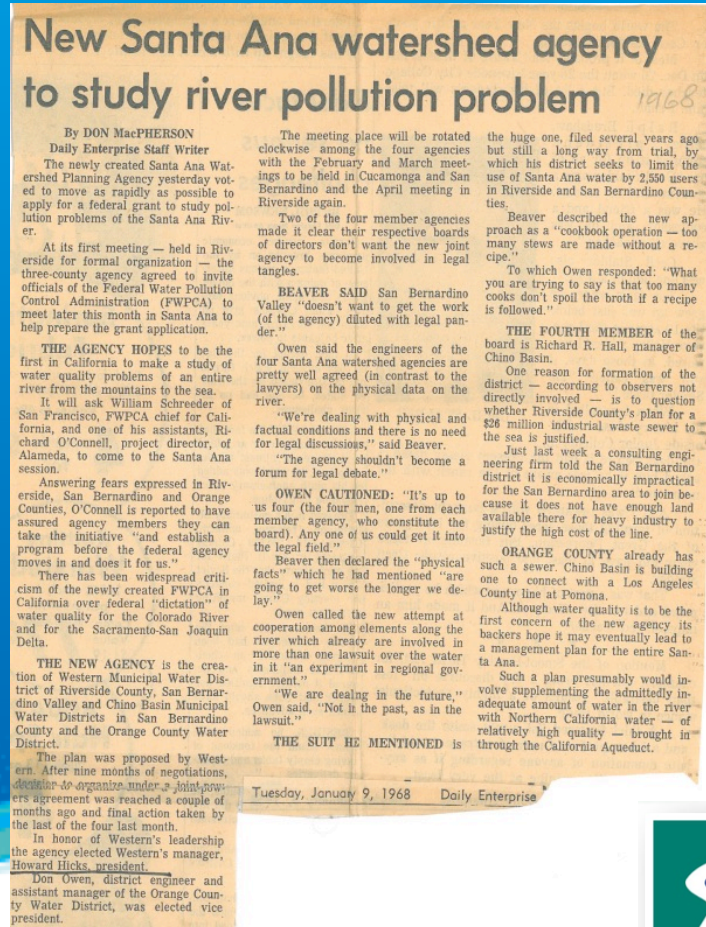 New Santa Ana watershed agency
to study river pollution problem
1968
By DON MacPHERSON
Daily Enterprise Staff Writer
The newly created Santa Ana Wat-
ershed Planning Agency yesterday vot-
ed to move as rapidly as possible to
apply for a federal grant to study pol-
lution problems of the Santa Ana Riv-
er.
At its first meeting — held in Riv-
erside for formal organization — the
three-county agency agreed to invite
officials of the Federal Water Pollution
Control Administration (FWPCA) to
meet later this month in Santa Ana to
help prepare the grant application.
THE AGENCY HOPES to be the
first in California to make a study of
water quality problems of an entire
river from the mountains to the sea.
It will ask William Schreeder of
San Francisco, FWPCA chief for Cali-
fornia, and one of his assistants, Ri-
chard O'Connell, project director, of
Alameda, to come to the Santa Ana
session.
Answering fears expressed in Riv-
erside, San Bernardino and Orange
Counties, O'Connell is reported to have
assured agency members they can
take the initiative "and establish a
program before the federal agency
moves in and does it for us."
There has been widespread criti-
cism of the newly created FWPCA in
California over federal "dictation" of
water quality for the Colorado River
and for the Sacramento-San Joaquin
Delta.
THE NEW AGENCY is the crea-
tion of Western Municipal Water Dis-
trict of Riverside County, San Bernar-
dino Valley and Chino Basin Municipal
Water Districts in San Bernardino
County and the Orange County Water
District.
The plan was proposed by West-
ern. After nine months of negotiations,
decision to organize under a joint pow-
ers agreement was reached a couple of
months ago and final action taken by
the last of the four last month.
In honor of Western's leadership
the agency elected Western's manager,
Howard Hicks, president.
Don Owen, district engineer and
assistant manager of the Orange Coun-
ty Water District, was elected vice
president.
The meeting place will be rotated
clockwise among the four agencies
with the February and March meet-
ings to be held in Cucamonga and San
Bernardino and the April meeting in
Riverside again.
Two of the four member agencies
made it clear their respective boards
of directors don't want the new joint
agency to become involved in legal
tangles.
BEAVER SAID San Bernardino
Valley "doesn't want to get the work
(of the agency) diluted with legal pan-
der."
Owen said the engineers of the
four Santa Ana watershed agencies are
pretty well agreed (in contrast to the
lawyers) on the physical data on the
river.
"We're dealing with physical and
factual conditions and there is no need
for legal discussions," said Beaver.
"The agency shouldn't become a
forum for legal debate."
OWEN CAUTIONED: "It's up to
us four (the four men, one from each
member agency, who constitute the
board). Any one of us could get it into
the legal field."
Beaver then declared the "physical
facts" which he had mentioned "are
going to get worse the longer we de-
lay."
Owen called the new attempt at
cooperation among elements along the
river which already are involved in
more than one lawsuit over the water
in it "an experiment in regional gov-
ernment."
"We are dealing in the future,"
Owen said, "Not in the past, as in the
lawsuit."
THE SUIT HE MENTIONED is
the huge one, filed several years ago
but still a long way from trial, by
which his district seeks to limit the
use of Santa Ana water by 2,550 users
in Riverside and San Bernardino Coun-
ties.
Beaver described the new ap-
proach as a "cookbook operation — too
many stews are made without a re-
cipe."
To which Owen responded: "What
you are trying to say is that too many
cooks don't spoil the broth if a recipe
is followed."
THE FOURTH MEMBER of the
board is Richard R. Hall, manager of
Chino Basin.
One reason for formation of the
district — according to observers not
directly involved — is to question
whether Riverside County's plan for a
$26 million industrial waste sewer to
the sea is justified.
Just last week a consulting engi-
neering firm told the San Bernardino
district it is economically impractical
for the San Bernardino area to join be-
cause it does not have enough land
available there for heavy industry to
justify the high cost of the line.
ORANGE COUNTY already has
such a sewer. Chino Basin is building
one to connect with a Los Angeles
County line at Pomona.
Although water quality is to be the
first concern of the new agency its
backers hope it may eventually lead to
a management plan for the entire San-
ta Ana.
Such a plan presumably would in-
volve supplementing the admittedly in-
adequate amount of water in the river
with Northern California water — of
relatively high quality — brought in
through the California Aqueduct.
Tuesday, January 9, 1968 Daily Enterprise